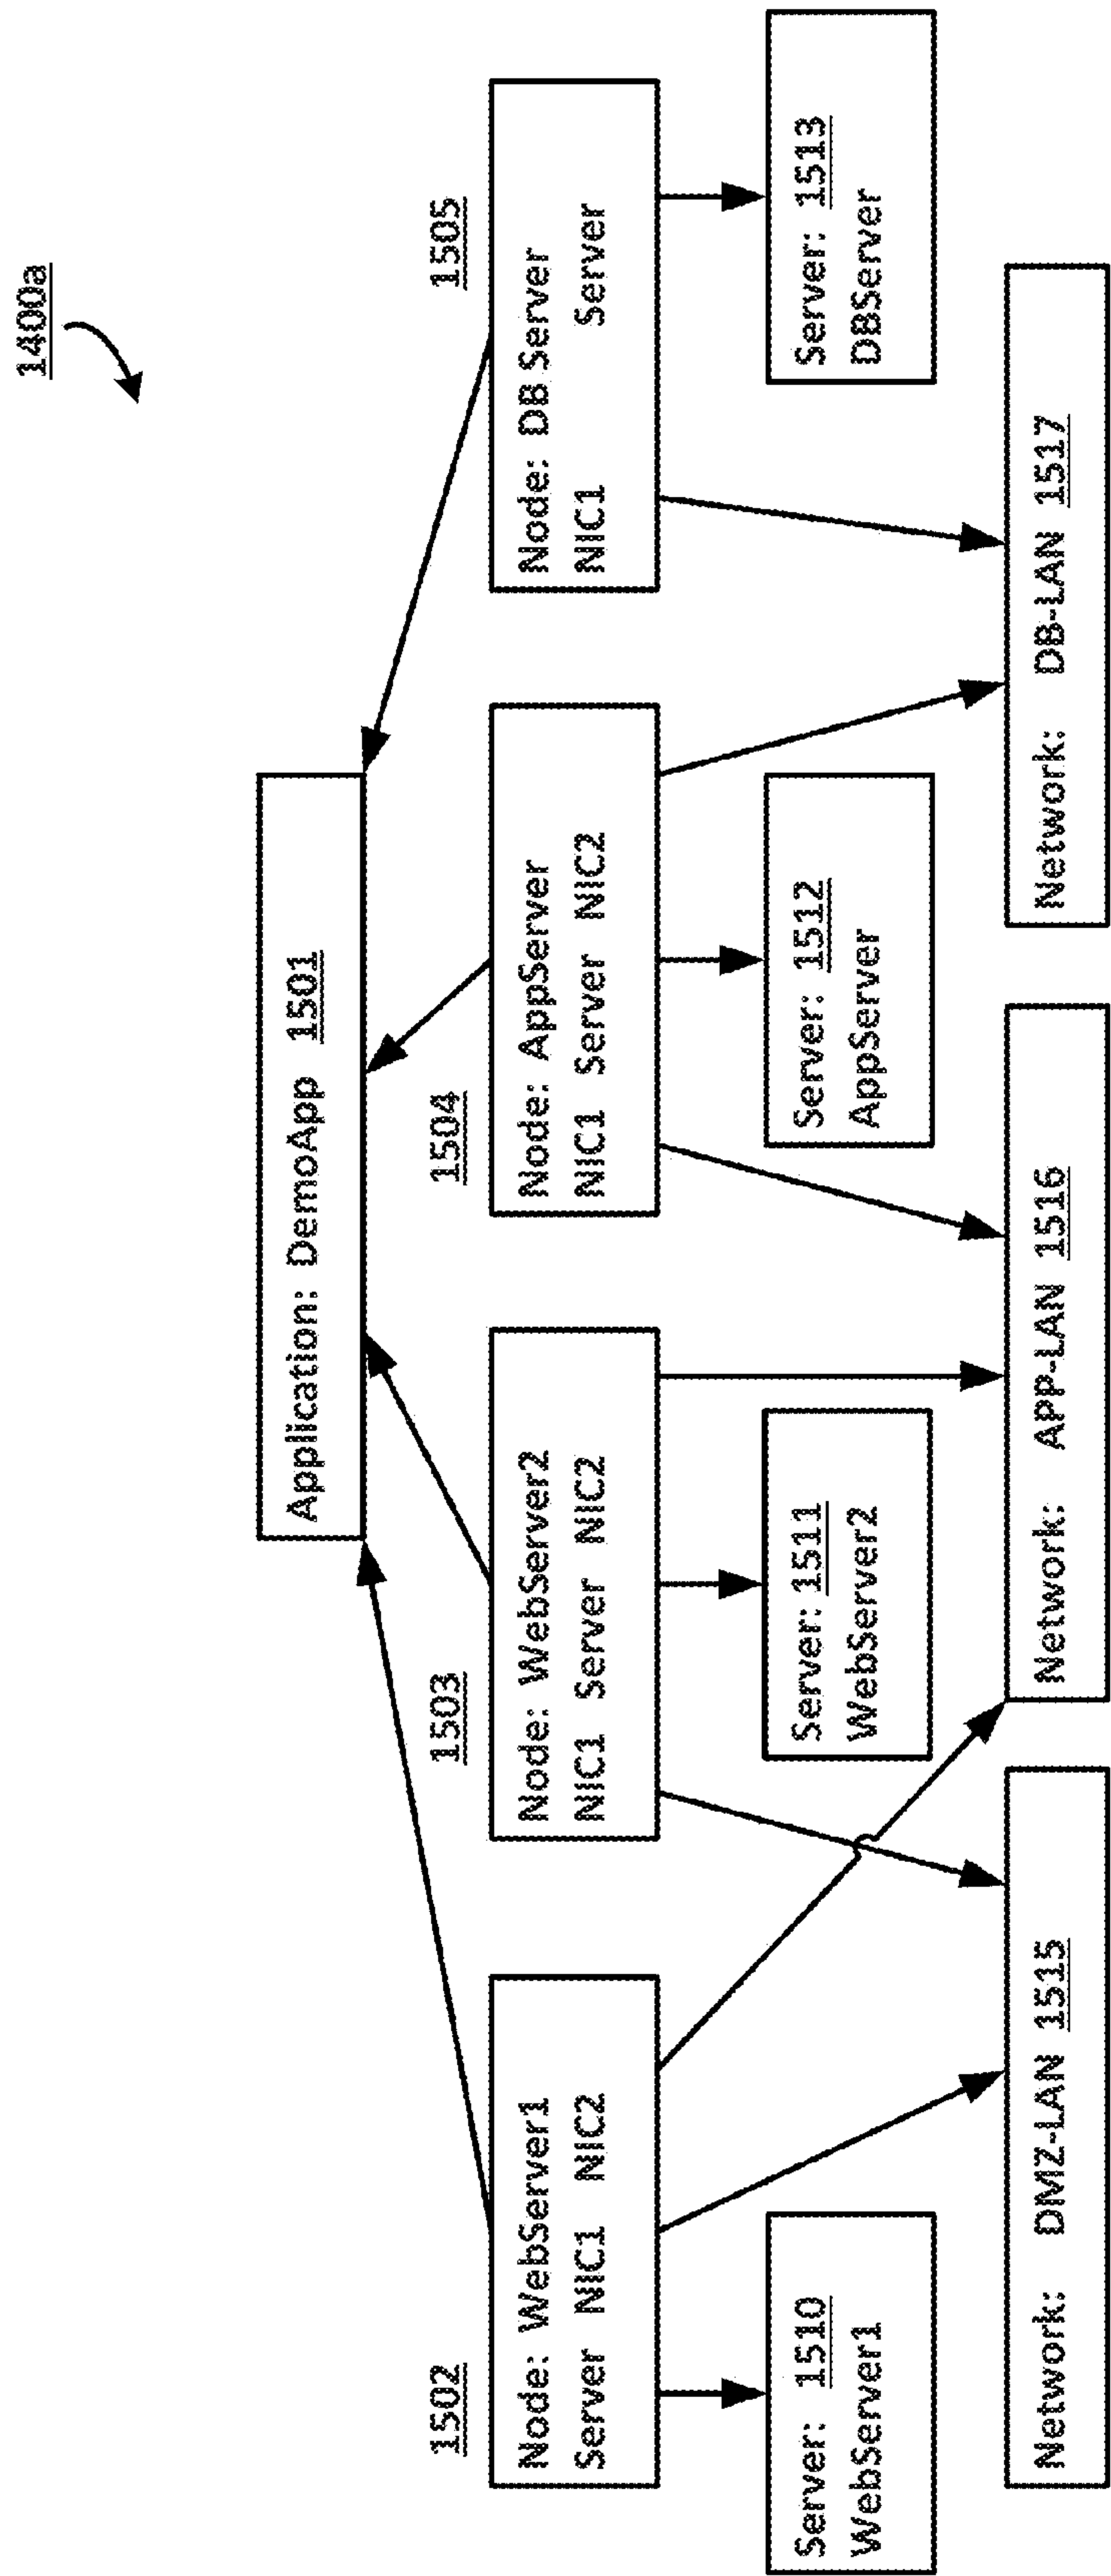 1400a
Application: DemoApp 1501
1502
1503
1504
1505
Node: WebServer1
Server NIC1 NIC2
Node: WebServer2
NIC1 Server NIC2
Node: AppServer
NIC1 Server NIC2
Node: DB Server
NIC1 Server
Server: 1510
WebServer1
Server: 1511
WebServer2
Server: 1512
AppServer
Server: 1513
DBServer
Network: DMZ-LAN 1515
Network: APP-LAN 1516
Network: DB-LAN 1517